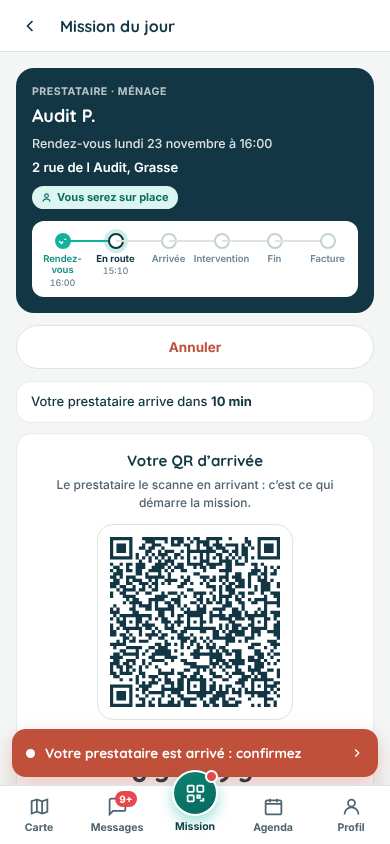 Mission du jour
PRESTATAIRE · MÉNAGE
Audit P.
Rendez-vous lundi 23 novembre à 16:00
2 rue de l Audit, Grasse
Vous serez sur place
Rendez-vous
16:00
En route
15:10
Arrivée
Intervention
Fin
Facture
Annuler
Votre prestataire arrive dans 10 min
Votre QR d’arrivée
Le prestataire le scanne en arrivant : c’est ce qui
démarre la mission.
Votre prestataire est arrivé : confirmez
9+
Carte
Messages
Mission
Agenda
Profil